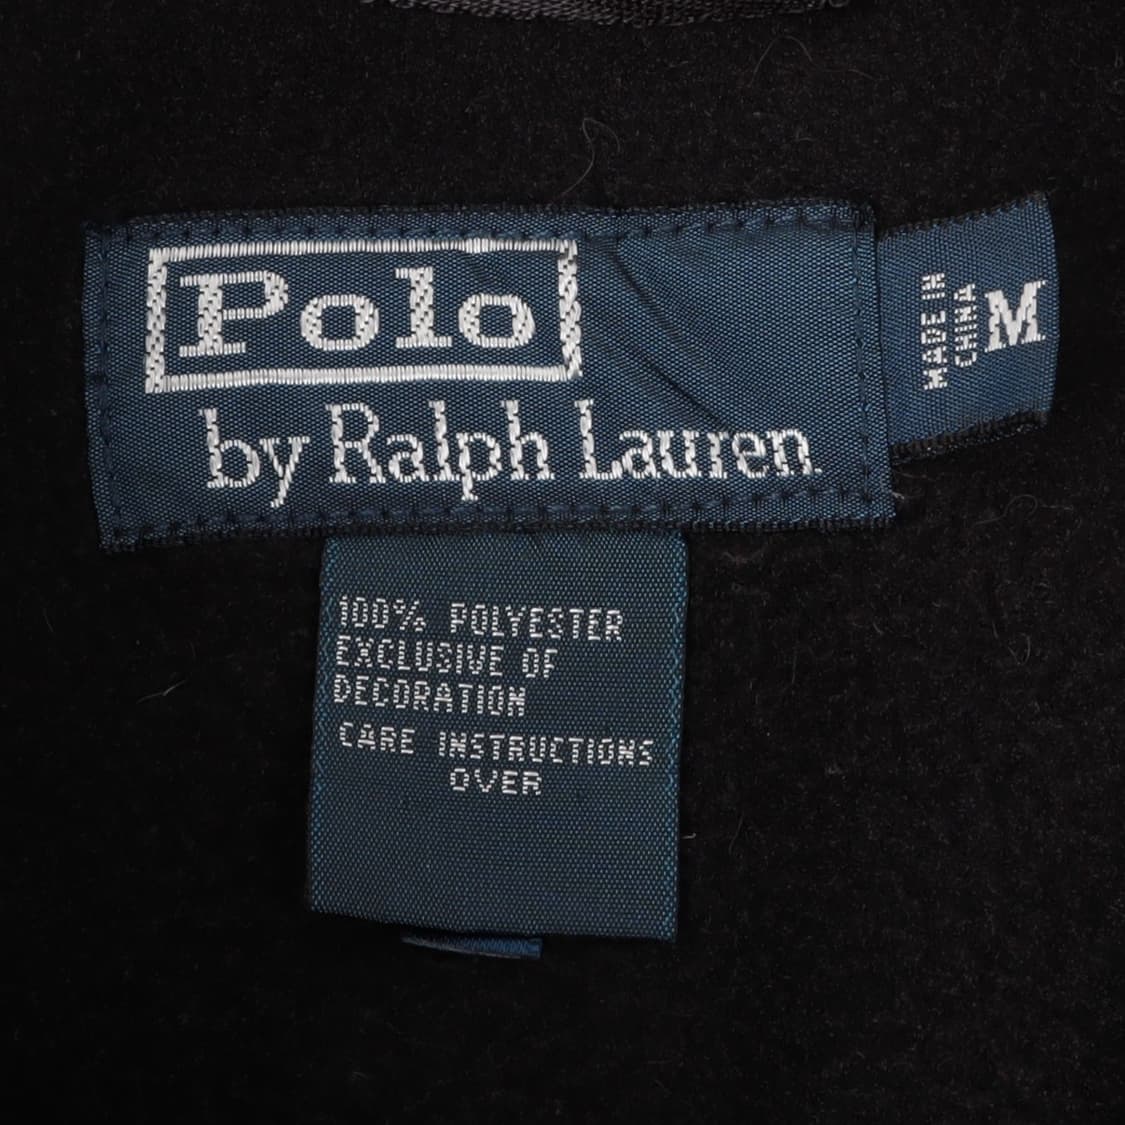 Polo
by Ralph Lauren
MADE IN
CHINA
M
100% POLYESTER
EXCLUSIVE OF
DECORATION
CARE INSTRUCTIONS
OVER